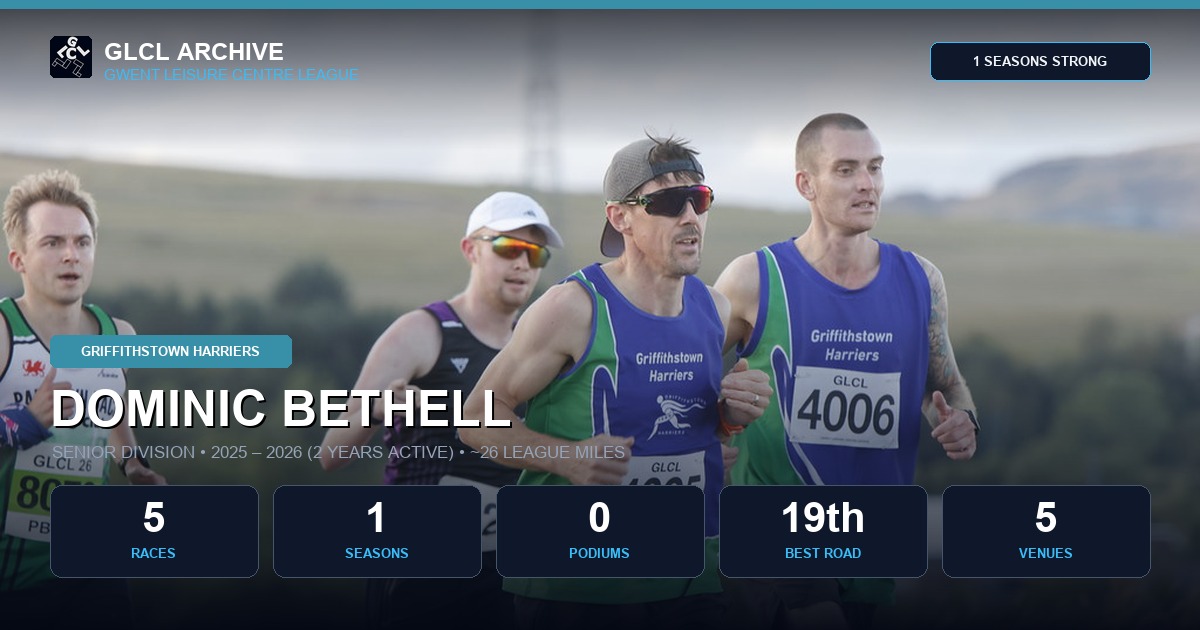 GLCL ARCHIVE
GWENT LEISURE CENTRE LEAGUE
1 SEASONS STRONG
GRIFFITHSTOWN HARRIERS
Griffithstown
Harriers
Griffithstown
Harriers
GLCL
4006
DOMINIC BETHELL
SENIOR DIVISION • 2025 – 2026 (2 YEARS ACTIVE) • ~26 LEAGUE MILES
GLCL 26
GLCL
5
RACES
1
SEASONS
0
PODIUMS
19th
BEST ROAD
5
VENUES